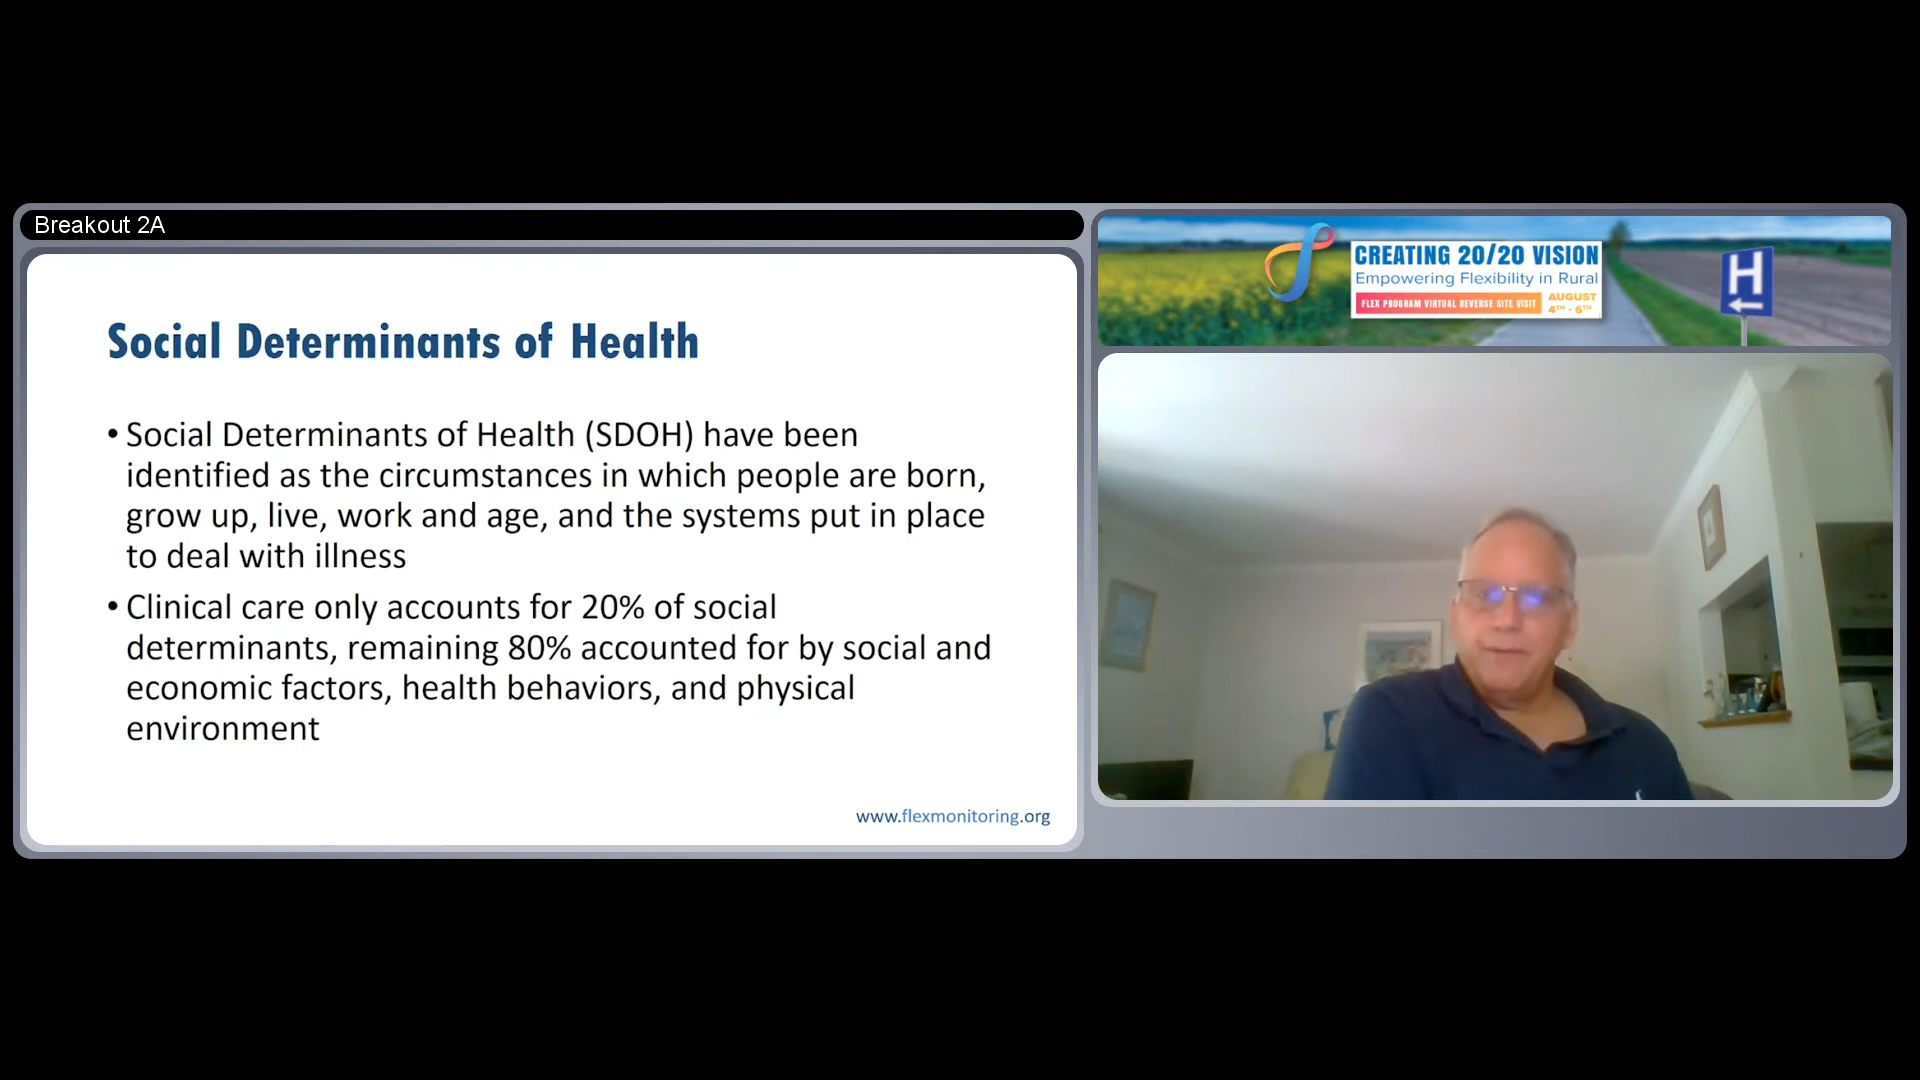 Breakout 2A
Social Determinants of Health
• Social Determinants of Health (SDOH) have been
identified as the circumstances in which people are born,
grow up, live, work and age, and the systems put in place
to deal with illness
• Clinical care only accounts for 20% of social
determinants, remaining 80% accounted for by social and
economic factors, health behaviors, and physical
environment
www.flexmonitoring.org
CREATING 20/20 VISION
Empowering Flexibility in Rural
FLEX PROGRAM VIRTUAL REVERSE SITE VISIT
AUGUST
4TH - 6TH
H